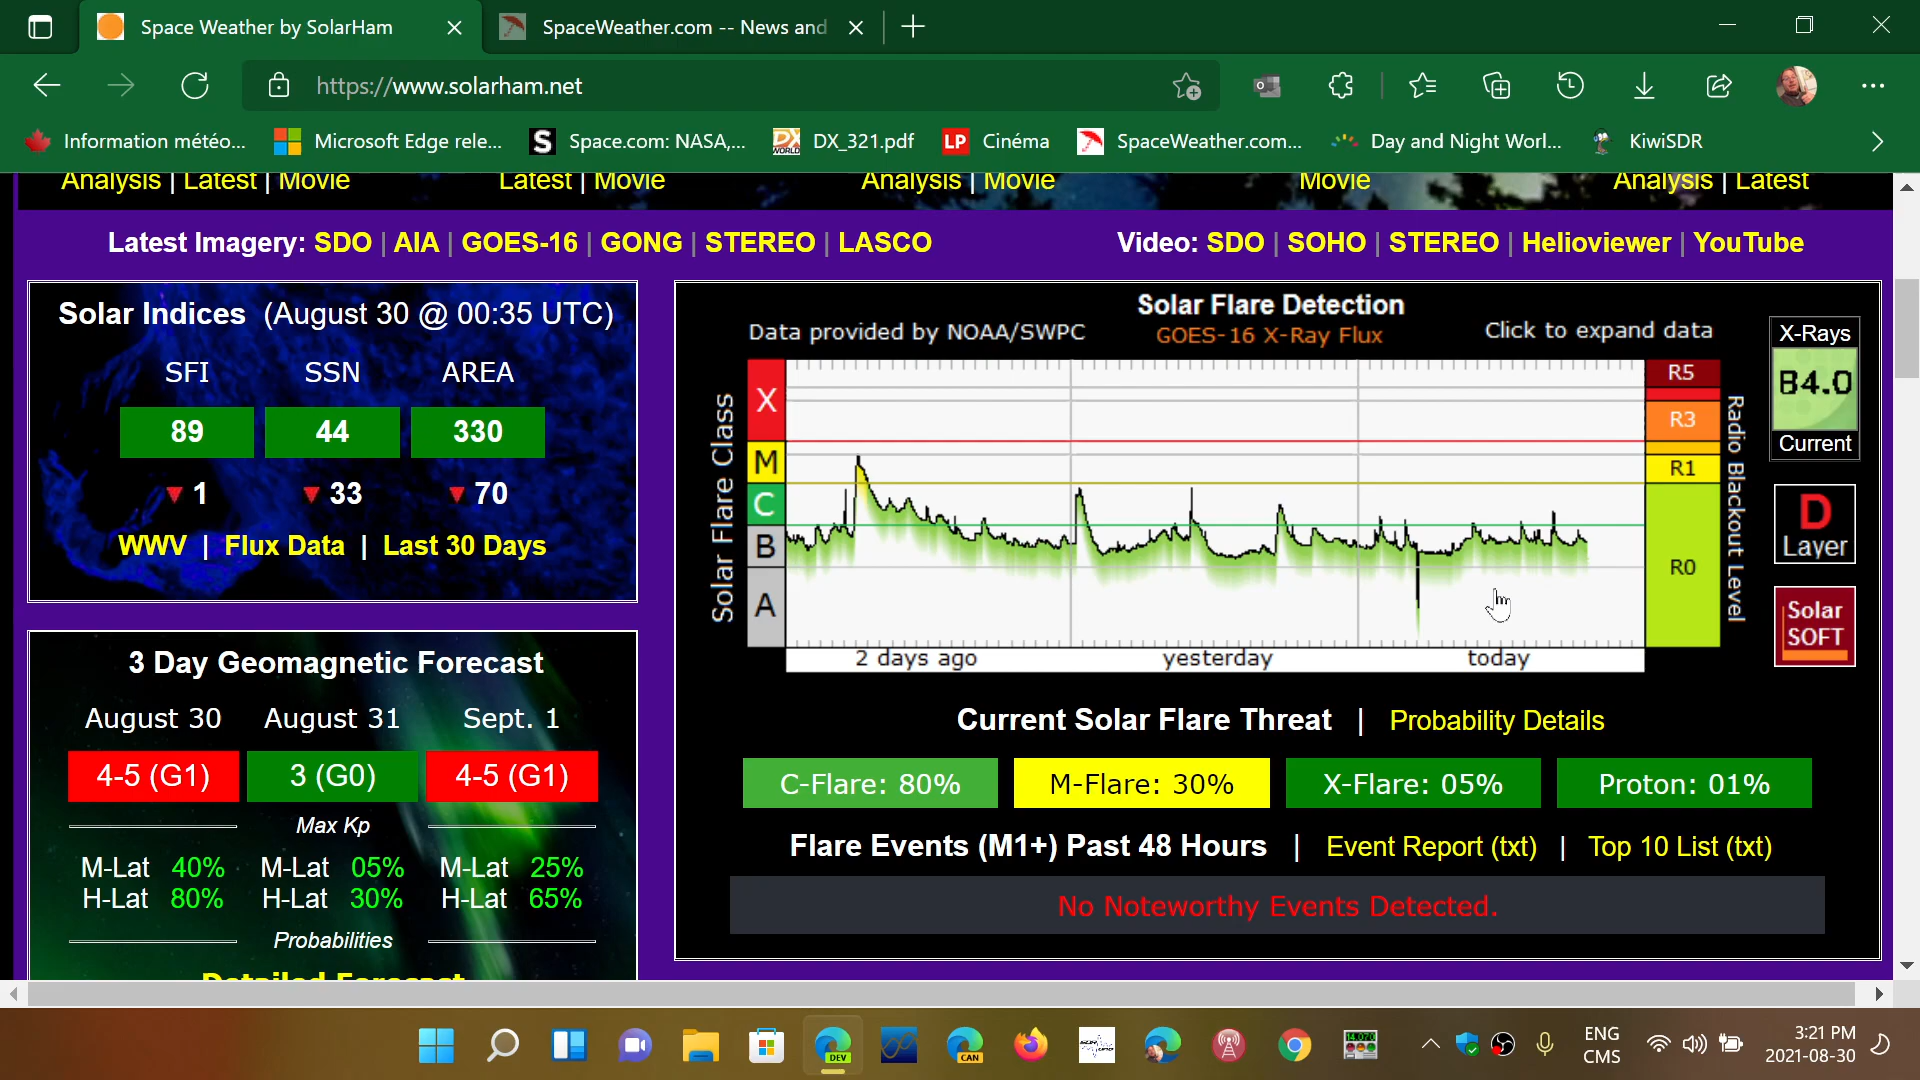 Space Weather by SolarHam
SpaceWeather.com -- News and
https://www.solarham.net
Information météo...
Microsoft Edge rele...
Space.com: NASA,...
DX WORLD
DX_321.pdf
LP
Cinéma
SpaceWeather.com...
Day and Night Worl...
KiwiSDR
Analysis | Latest | Movie
Latest | Movie
Analysis | Movie
Movie
Analysis | Latest
Latest Imagery: SDO | AIA | GOES-16 | GONG | STEREO | LASCO
Video: SDO | SOHO | STEREO | Helioviewer | YouTube
Solar Indices (August 30 @ 00:35 UTC)
SFI SSN AREA
89 44 330
▼ 1 ▼ 33 ▼ 70
WWV | Flux Data | Last 30 Days
3 Day Geomagnetic Forecast
August 30 August 31 Sept. 1
4-5 (G1) 3 (G0) 4-5 (G1)
Max Kp
M-Lat 40% M-Lat 05% M-Lat 25%
H-Lat 80% H-Lat 30% H-Lat 65%
Probabilities
Detailed Forecast
Solar Flare Detection
Data provided by NOAA/SWPC
GOES-16 X-Ray Flux
Click to expand data
Solar Flare Class
X
M
C
B
A
R5
R3
R1
R0
Radio Blackout Level
2 days ago yesterday today
X-Rays
B4.0
Current
D
Layer
Solar
SOFT
Current Solar Flare Threat | Probability Details
C-Flare: 80% M-Flare: 30% X-Flare: 05% Proton: 01%
Flare Events (M1+) Past 48 Hours | Event Report (txt) | Top 10 List (txt)
No Noteworthy Events Detected.
DEV
CAN
14.070
ENG
CMS
3:21 PM
2021-08-30